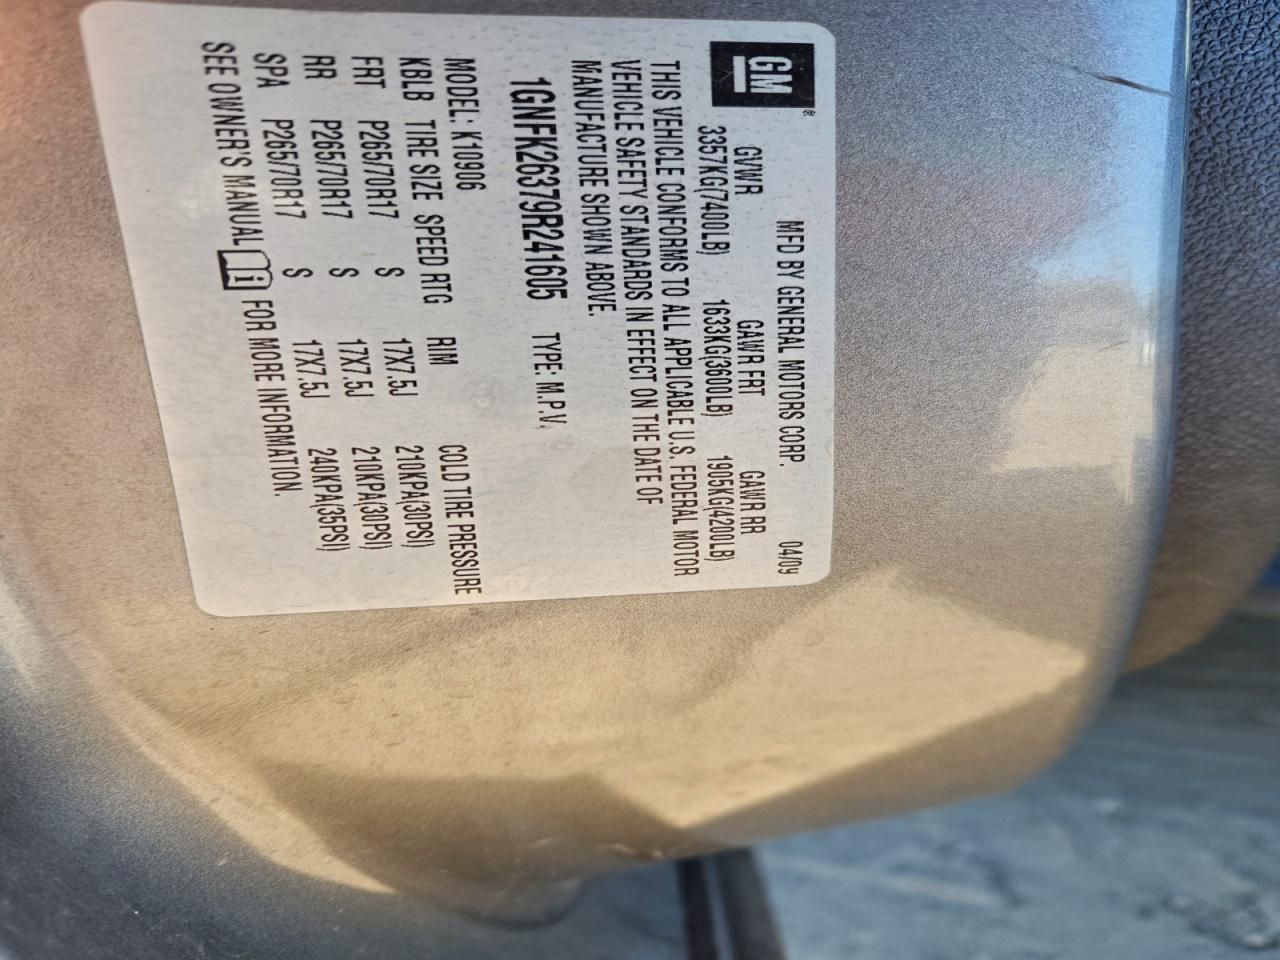 GM®
MFD BY GENERAL MOTORS CORP. 04/09
GVWR GAWR FRT GAWR RR
3357KG(7400LB) 1633KG(3600LB) 1905KG(4200LB)
THIS VEHICLE CONFORMS TO ALL APPLICABLE U.S. FEDERAL MOTOR
VEHICLE SAFETY STANDARDS IN EFFECT ON THE DATE OF
MANUFACTURE SHOWN ABOVE.
1GNFK26379R241605 TYPE: M.P.V.
MODEL: K10906
KBLB TIRE SIZE SPEED RTG RIM COLD TIRE PRESSURE
FRT P265/70R17 S 17X7.5J 210KPA(30PSI)
RR P265/70R17 S 17X7.5J 210KPA(30PSI)
SPA P265/70R17 S 17X7.5J 240KPA(35PSI)
SEE OWNER'S MANUAL FOR MORE INFORMATION.